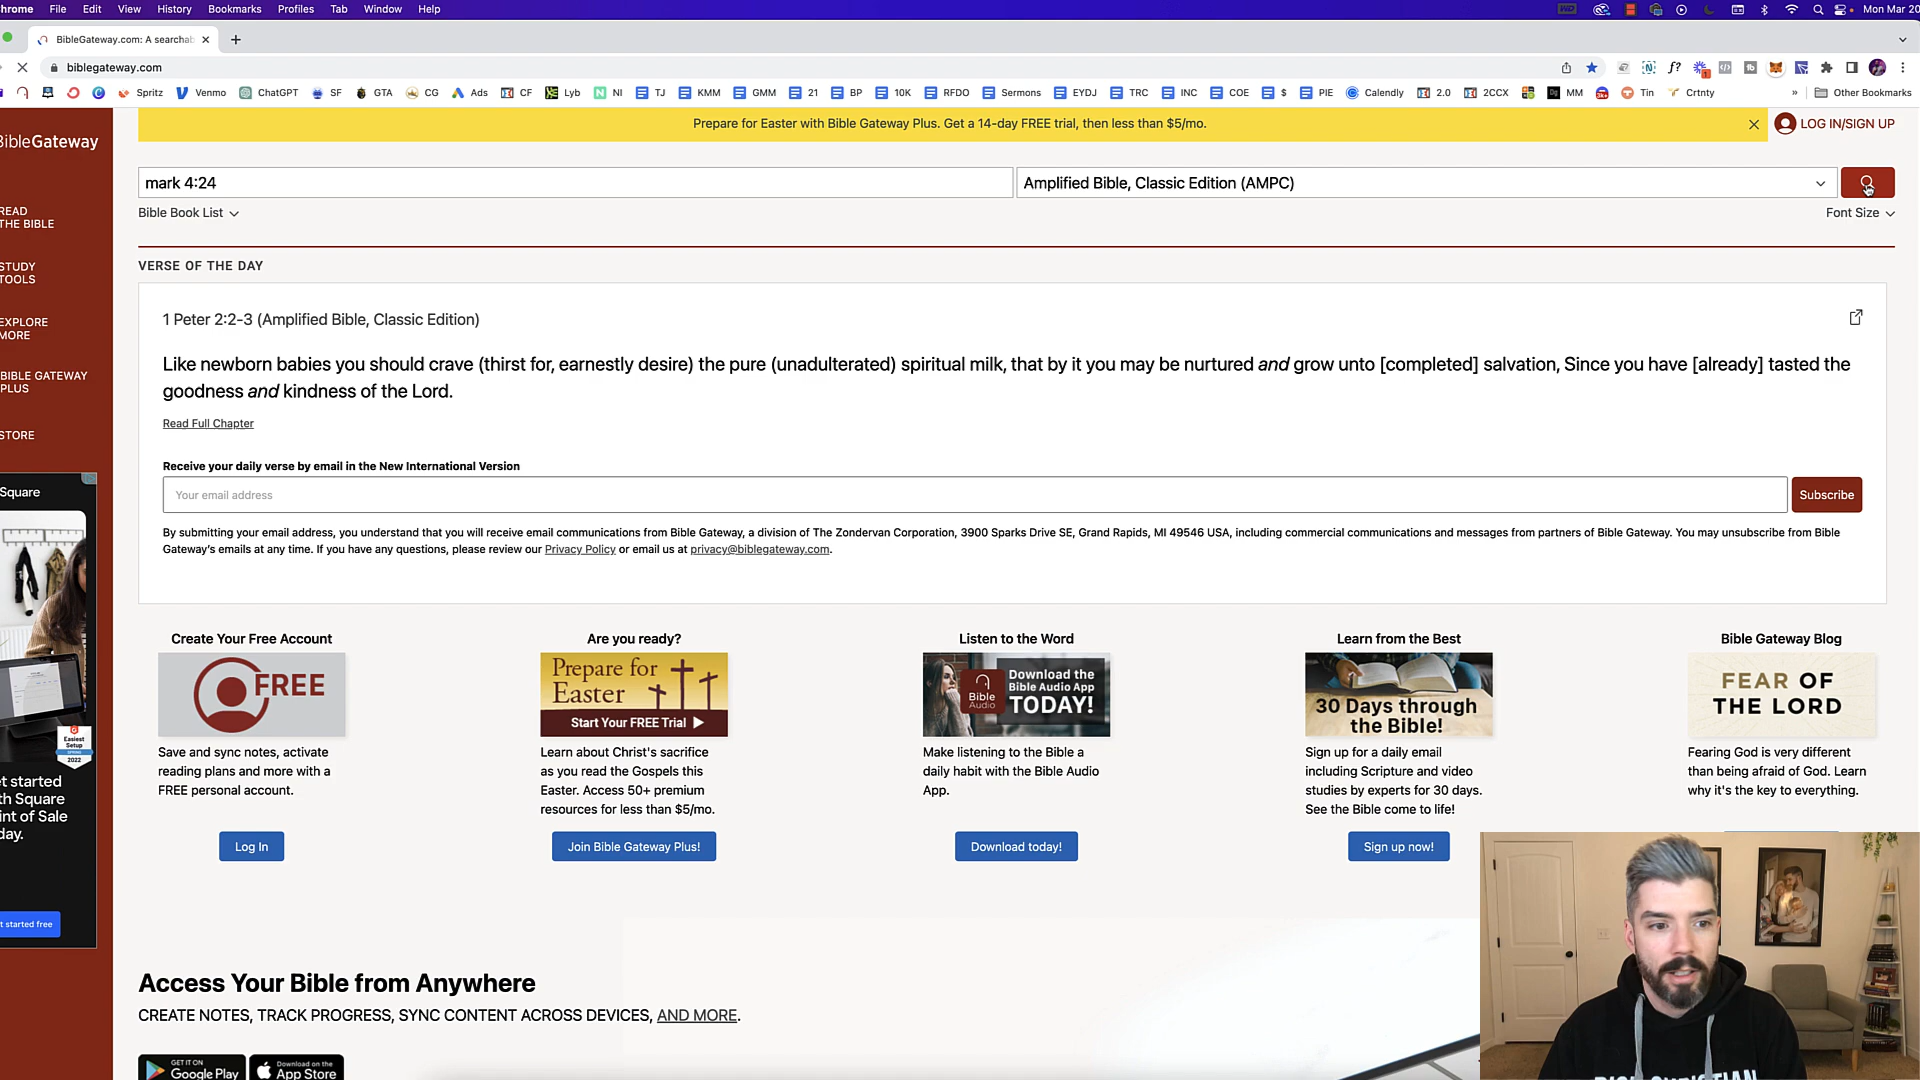 hrome File Edit View History Bookmarks Profiles Tab Window Help Mon Mar 20
BibleGateway.com: A searchab
biblegateway.com
Spritz Venmo ChatGPT SF GTA CG Ads CF Lyb NI TJ KMM GMM 21 BP 10K RFDO Sermons EYDJ TRC INC COE $ PIE Calendly 2.0 2CCX MM Tin Crtnty » Other Bookmarks
Prepare for Easter with Bible Gateway Plus. Get a 14-day FREE trial, then less than $5/mo.
LOG IN/SIGN UP
BibleGateway
mark 4:24
Amplified Bible, Classic Edition (AMPC)
Bible Book List
Font Size
READ
THE BIBLE
STUDY
TOOLS
EXPLORE
MORE
BIBLE GATEWAY
PLUS
STORE
VERSE OF THE DAY
1 Peter 2:2-3 (Amplified Bible, Classic Edition)
Like newborn babies you should crave (thirst for, earnestly desire) the pure (unadulterated) spiritual milk, that by it you may be nurtured and grow unto [completed] salvation, Since you have [already] tasted the
goodness and kindness of the Lord.
Read Full Chapter
Receive your daily verse by email in the New International Version
Your email address
Subscribe
By submitting your email address, you understand that you will receive email communications from Bible Gateway, a division of The Zondervan Corporation, 3900 Sparks Drive SE, Grand Rapids, MI 49546 USA, including commercial communications and messages from partners of Bible Gateway. You may unsubscribe from Bible
Gateway's emails at any time. If you have any questions, please review our Privacy Policy or email us at privacy@biblegateway.com.
Square
Easiest
Setup
SPRING
2022
et started
th Square
int of Sale
day.
t started free
Create Your Free Account
FREE
Save and sync notes, activate
reading plans and more with a
FREE personal account.
Log In
Are you ready?
Prepare for
Easter
Start Your FREE Trial
Learn about Christ's sacrifice
as you read the Gospels this
Easter. Access 50+ premium
resources for less than $5/mo.
Join Bible Gateway Plus!
Listen to the Word
Bible
Audio
Download the
Bible Audio App
TODAY!
Make listening to the Bible a
daily habit with the Bible Audio
App.
Download today!
Learn from the Best
30 Days through
the Bible!
Sign up for a daily email
including Scripture and video
studies by experts for 30 days.
See the Bible come to life!
Sign up now!
Bible Gateway Blog
FEAR OF
THE LORD
Fearing God is very different
than being afraid of God. Learn
why it's the key to everything.
Access Your Bible from Anywhere
CREATE NOTES, TRACK PROGRESS, SYNC CONTENT ACROSS DEVICES, AND MORE.
GET IT ON
Google Play
Download on the
App Store